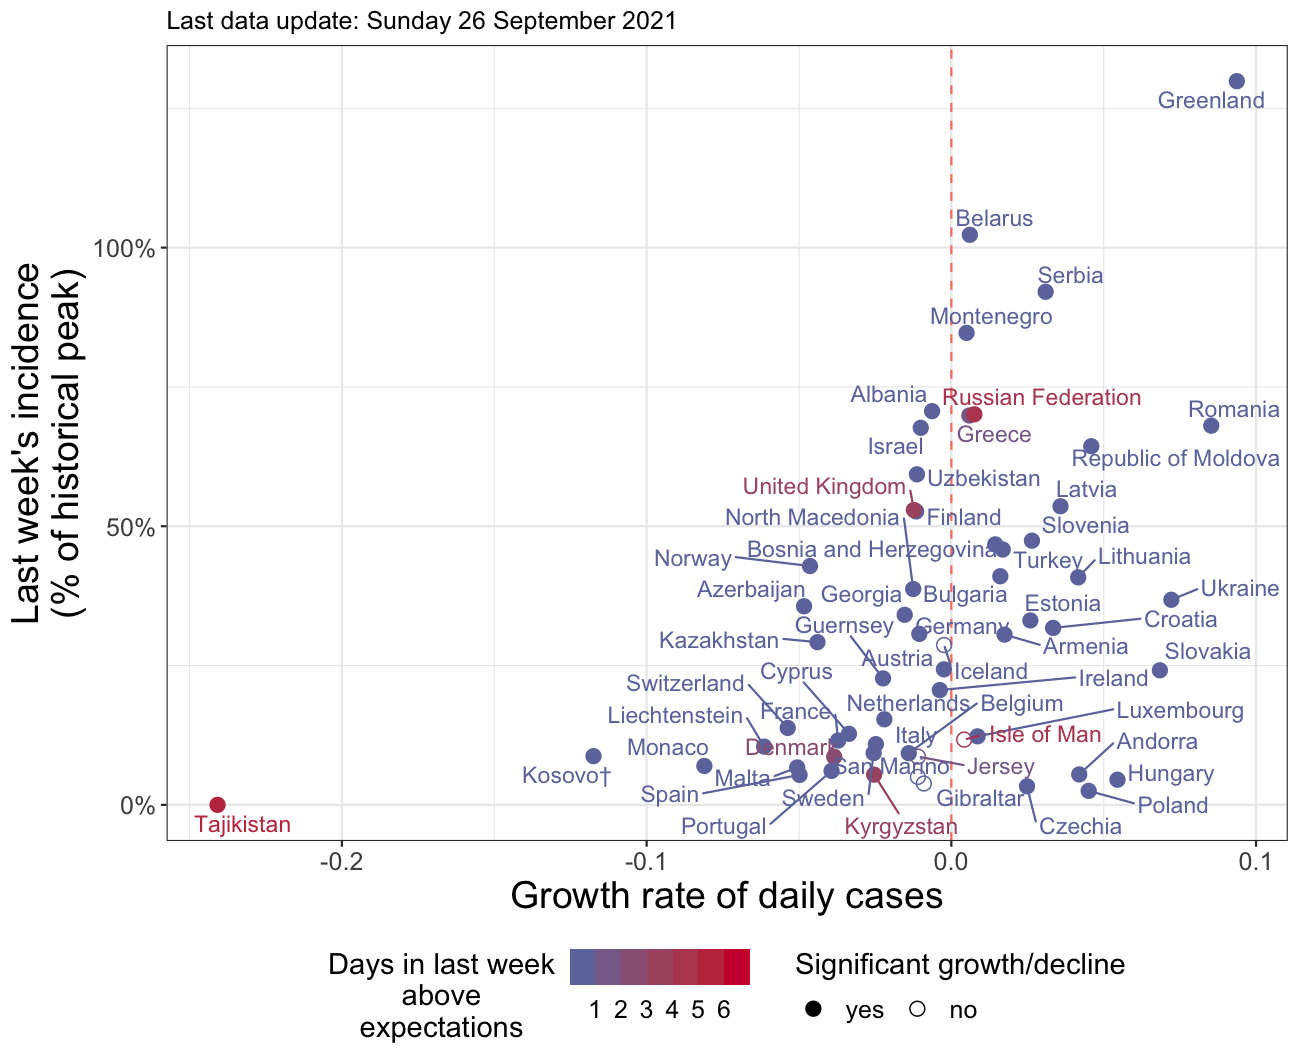 Last data update: Sunday 26 September 2021
Last week's incidence
(% of historical peak)
100%
50%
0%
Greenland
Belarus
Serbia
Montenegro
Albania
Russian Federation
Romania
Israel
Greece
Republic of Moldova
United Kingdom
Uzbekistan
Latvia
North Macedonia
Finland
Slovenia
Norway
Bosnia and Herzegovina
Turkey
Lithuania
Azerbaijan
Georgia
Bulgaria
Ukraine
Estonia
Guernsey
Germany
Croatia
Kazakhstan
Armenia
Austria
Slovakia
Cyprus
Iceland
Ireland
Switzerland
Netherlands
Belgium
Liechtenstein
France
Luxembourg
Monaco
Denmark
Italy
Isle of Man
Andorra
Kosovo†
Malta
San Marino
Jersey
Hungary
Spain
Sweden
Gibraltar
Poland
Tajikistan
Portugal
Kyrgyzstan
Czechia
-0.2
-0.1
0.0
0.1
Growth rate of daily cases
Days in last week
above
expectations
1 2 3 4 5 6
Significant growth/decline
yes
no